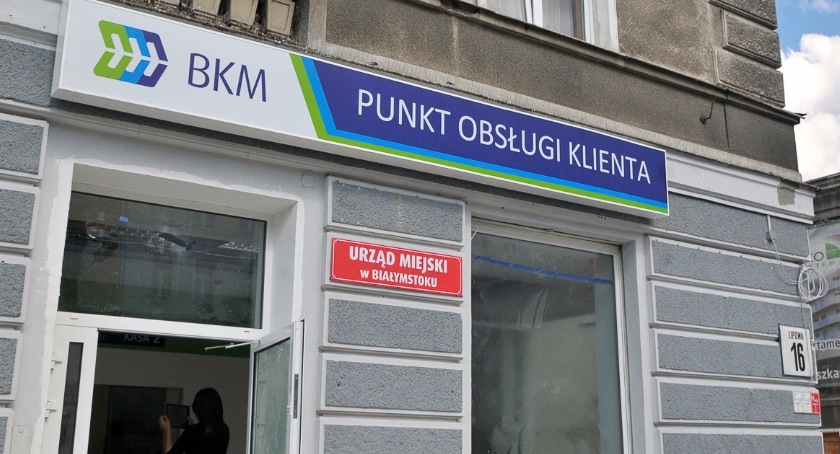 BKM
PUNKT OBSŁUGI KLIENTA
URZĄD MIEJSKI
w BIAŁYMSTOKU
KASA 2
LIPOWA
16